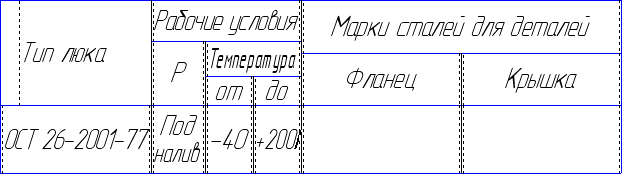 Тип люка
Рабочие условия
Марки сталей для деталей
Р
Температура
от
до
Фланец
Крышка
ОСТ 26-2001-77
Под
налив
-40
+200